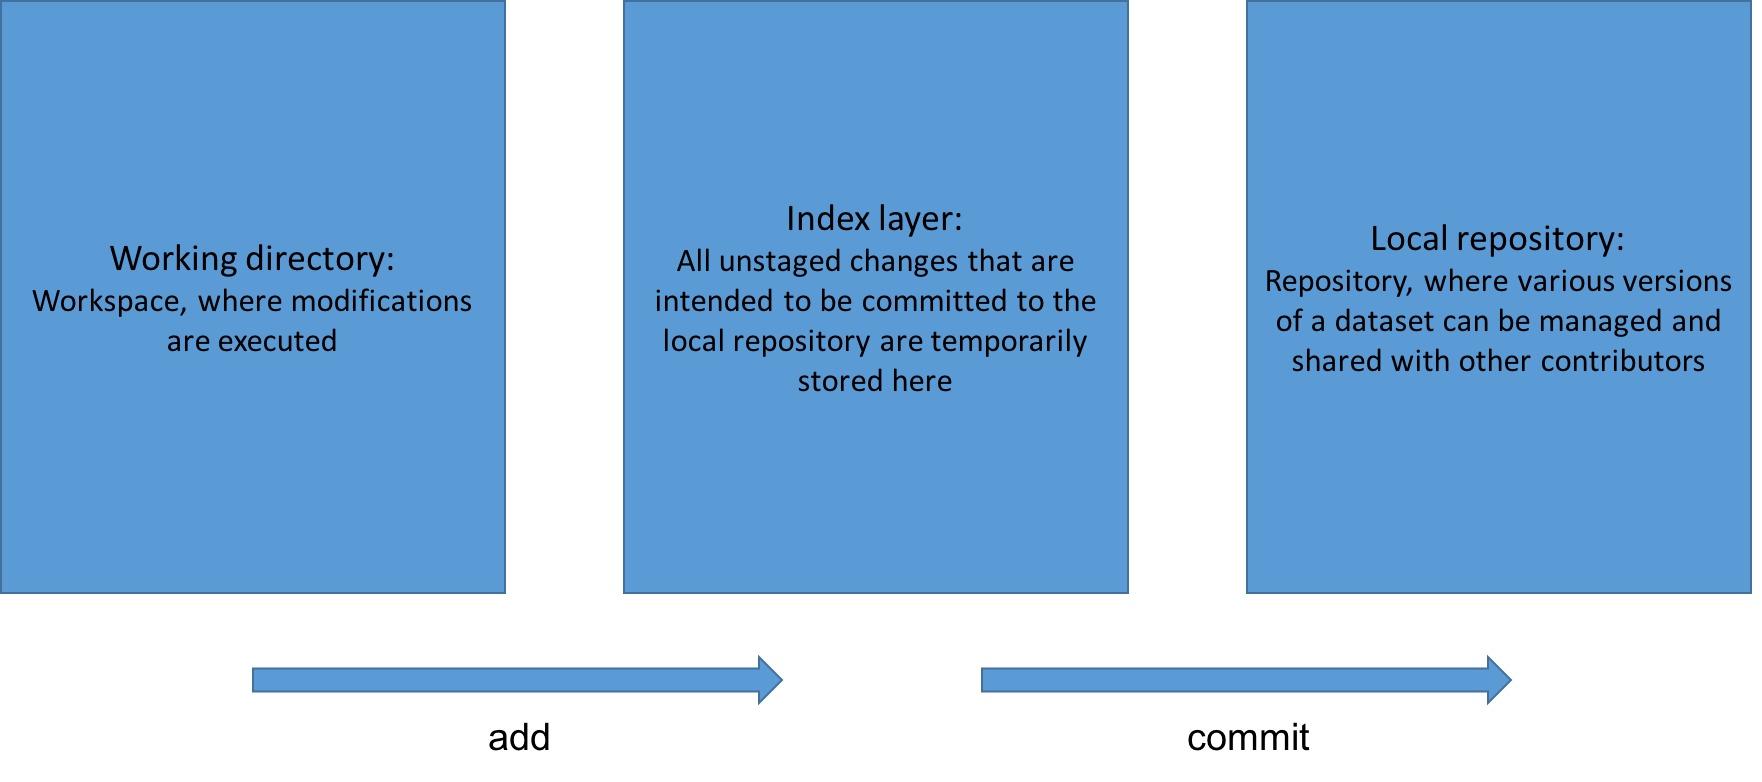 Working directory:
Workspace, where modifications
are executed
Index layer:
All unstaged changes that are
intended to be committed to the
local repository are temporarily
stored here
Local repository:
Repository, where various versions
of a dataset can be managed and
shared with other contributors
add
commit